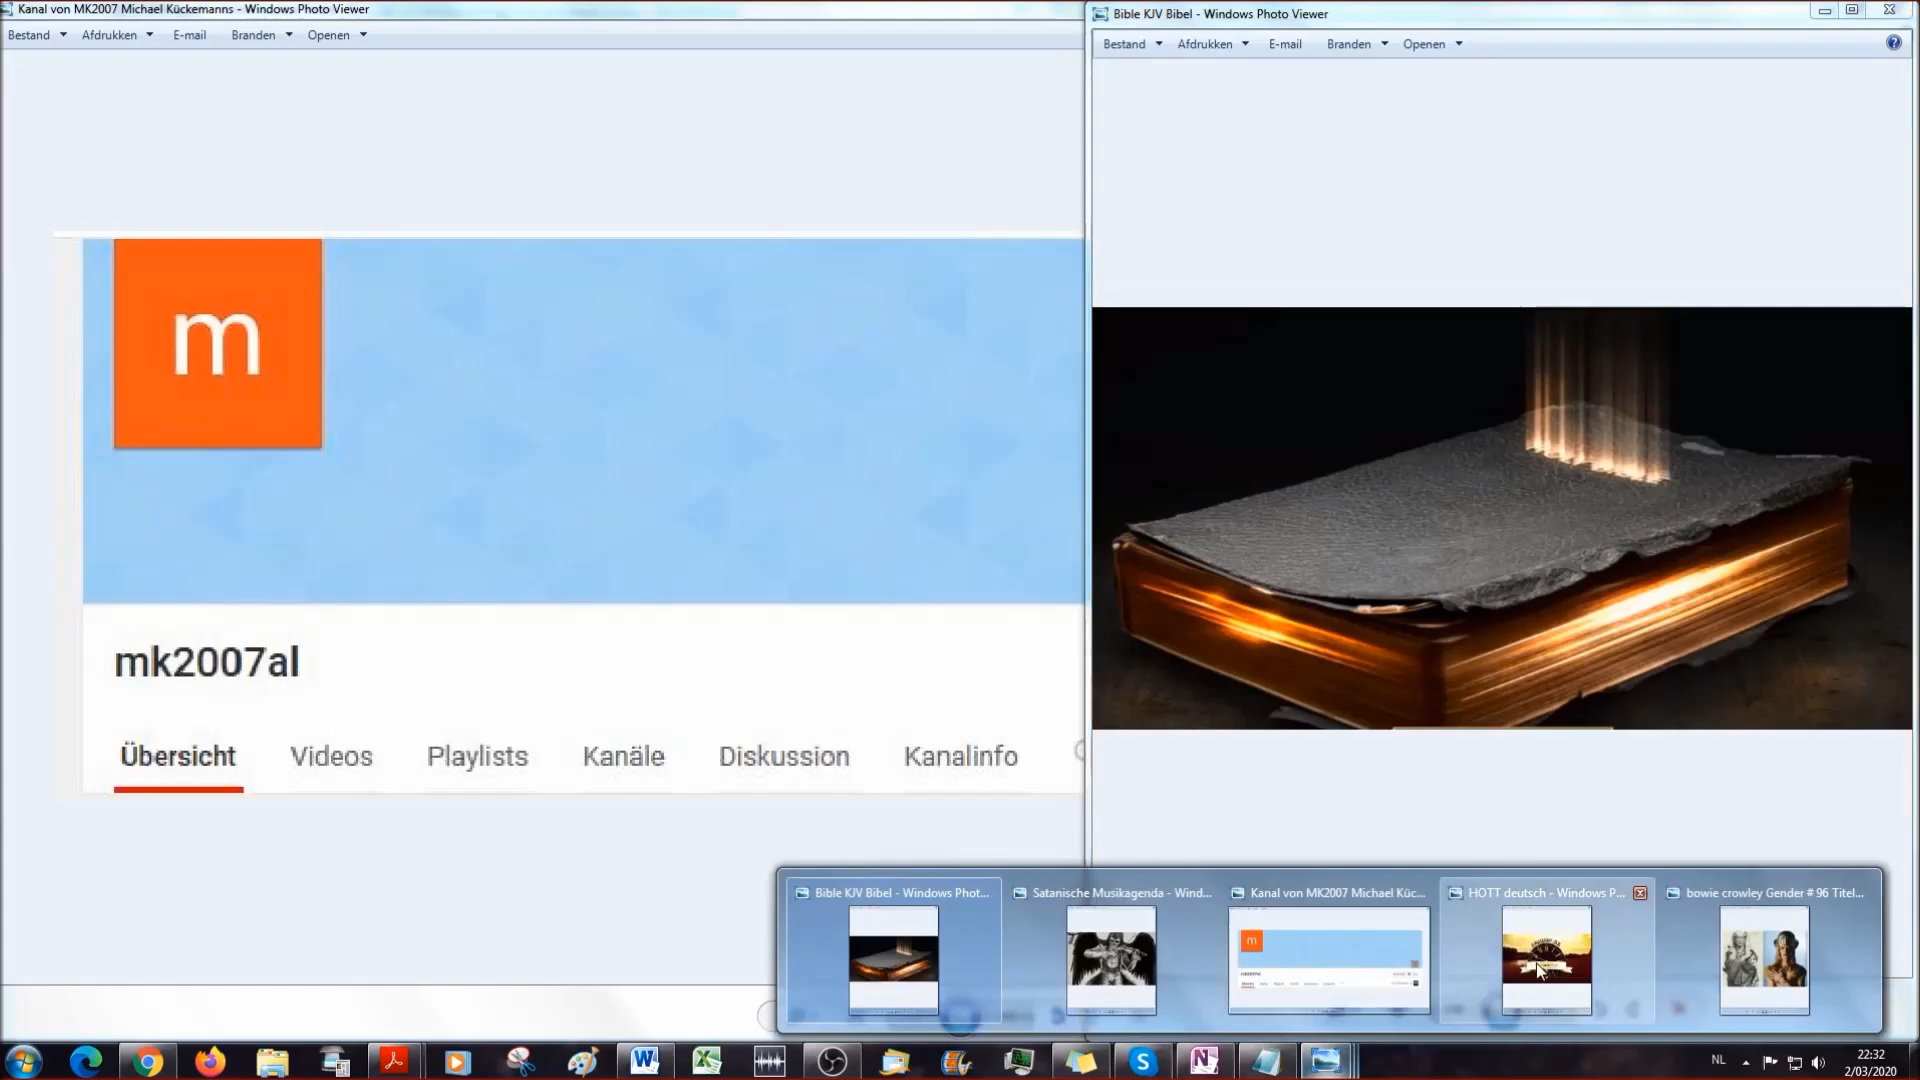 Kanal von MK2007 Michael Kückemanns - Windows Photo Viewer
Bestand Afdrukken E-mail Branden Openen
Bible KJV Bibel - Windows Photo Viewer
Bestand Afdrukken E-mail Branden Openen
m
mk2007al
Übersicht Videos Playlists Kanäle Diskussion Kanalinfo
Bible KJV Bibel - Windows Phot...
Satanische Musikagenda - Wind...
Kanal von MK2007 Michael Küc...
HOTT deutsch - Windows P...
bowie crowley Gender # 96 Titel...
m
NL
22:32
2/03/2020